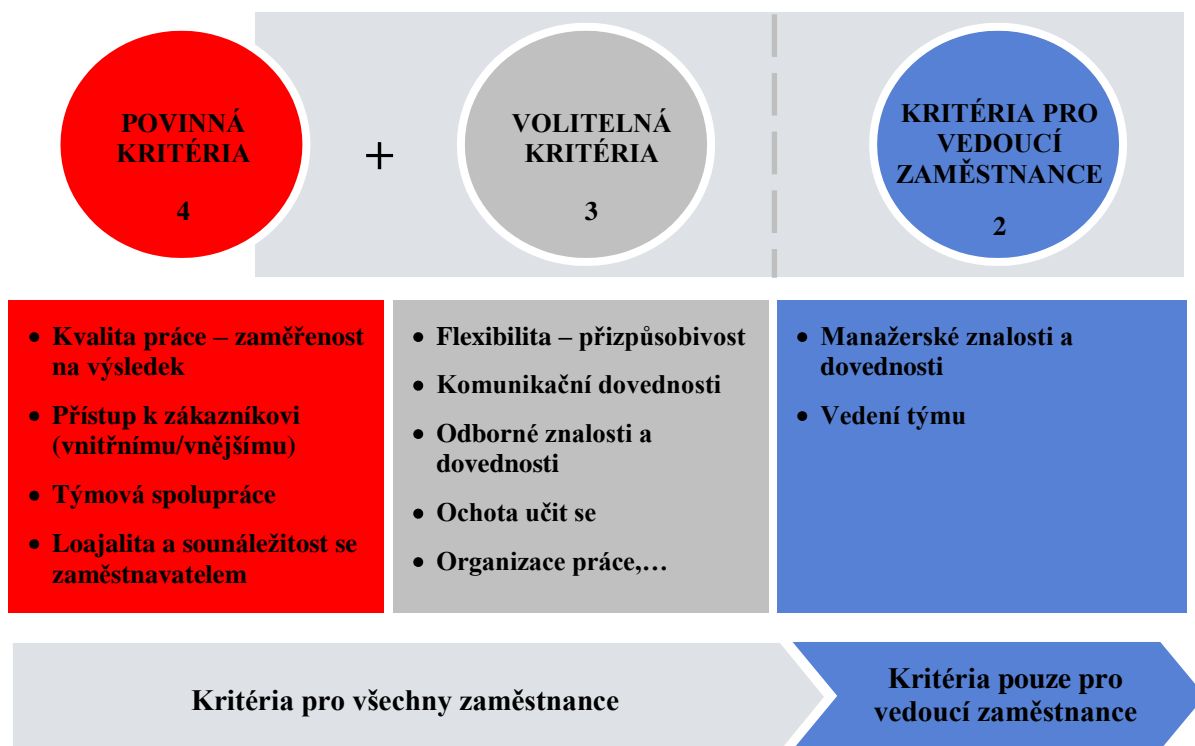 POVINNÁ
KRITÉRIA
4
+
VOLITELNÁ
KRITÉRIA
3
KRITÉRIA PRO
VEDOUCÍ
ZAMĚSTNANCE
2
• Kvalita práce – zaměřenost
na výsledek
• Přístup k zákazníkovi
(vnitřnímu/vnějšímu)
• Týmová spolupráce
• Loajalita a sounáležitost se
zaměstnavatelem
• Flexibilita – přizpůsobivost
• Komunikační dovednosti
• Odborné znalosti a
dovednosti
• Ochota učit se
• Organizace práce,…
• Manažerské znalosti a
dovednosti
• Vedení týmu
Kritéria pro všechny zaměstnance
Kritéria pouze pro
vedoucí zaměstnance